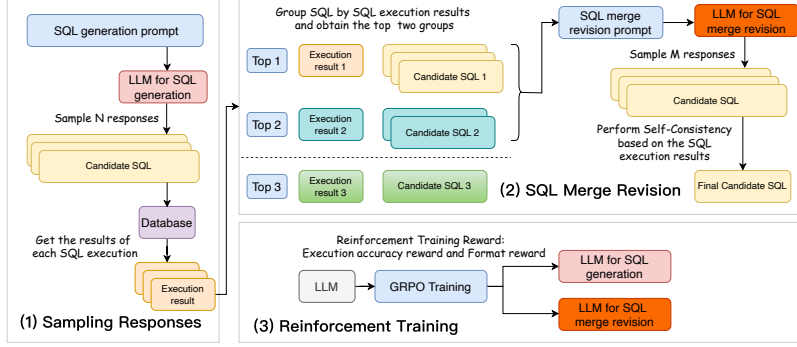 SQL generation prompt
LLM for SQL
generation
Sample N responses
Candidate SQL
Database
Get the results of
each SQL execution
Execution
result
(1) Sampling Responses
Group SQL by SQL execution results
and obtain the top two groups
Top 1
Execution
result 1
Candidate SQL 1
Top 2
Execution
result 2
Candidate SQL 2
Top 3
Execution
result 3
Candidate SQL 3
SQL merge
revision prompt
LLM for SQL
merge revision
Sample M responses
Candidate SQL
Perform Self-Consistency
based on the SQL
execution results
Final Candidate SQL
(2) SQL Merge Revision
Reinforcement Training Reward:
Execution accuracy reward and Format reward
LLM
GRPO Training
LLM for SQL
generation
LLM for SQL
merge revision
(3) Reinforcement Training